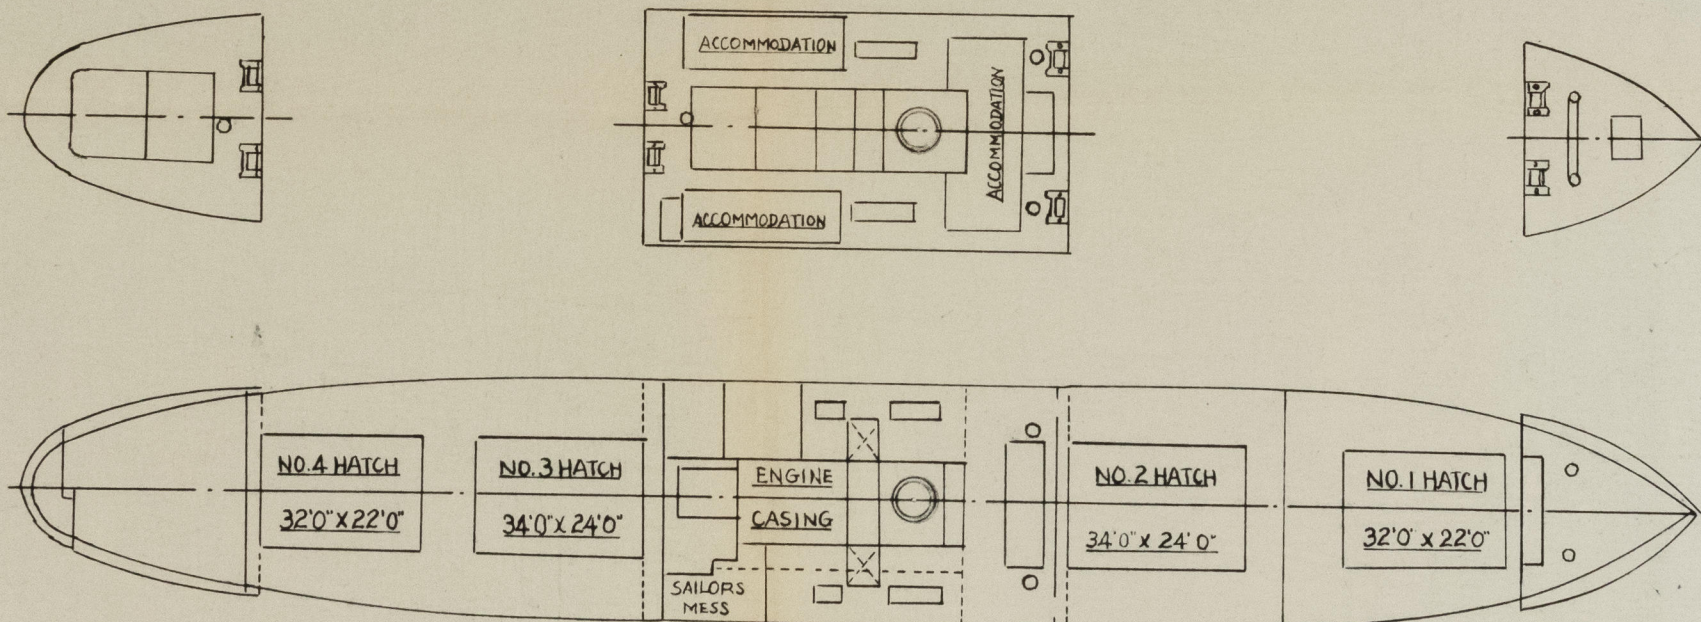 ACCOMMODATION
ACCOMMODATION
ACCOMMODATION
NO.4 HATCH
32'0" X 22'0"
NO.3 HATCH
34'0" X 24'0"
ENGINE
CASING
SAILORS
MESS
NO.2 HATCH
34'0" X 24'0"
NO.1 HATCH
32'0" X 22'0"